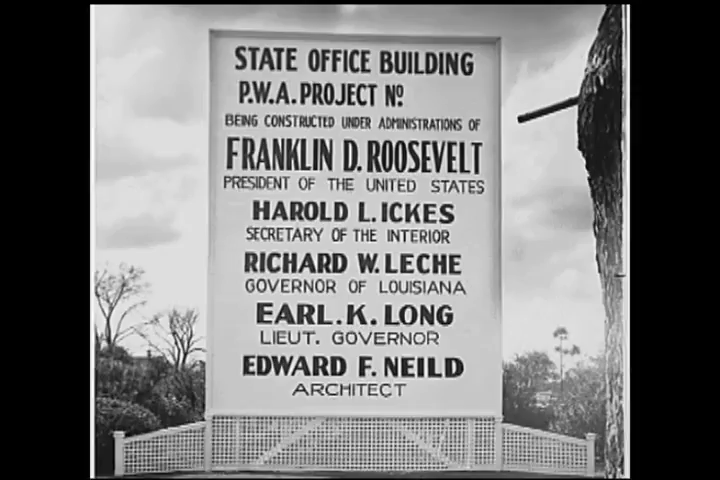 STATE OFFICE BUILDING
P.W.A. PROJECT Nº
BEING CONSTRUCTED UNDER ADMINISTRATIONS OF
FRANKLIN D. ROOSEVELT
PRESIDENT OF THE UNITED STATES
HAROLD L. ICKES
SECRETARY OF THE INTERIOR
RICHARD W. LECHE
GOVERNOR OF LOUISIANA
EARL. K. LONG
LIEUT. GOVERNOR
EDWARD F. NEILD
ARCHITECT